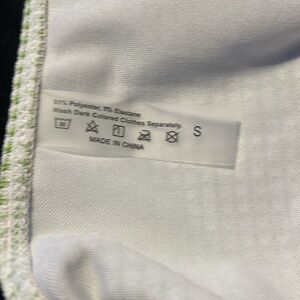 95% Polyester, 5% Elastane
Wash Dark Colored Clothes Separately.
S
MADE IN CHINA